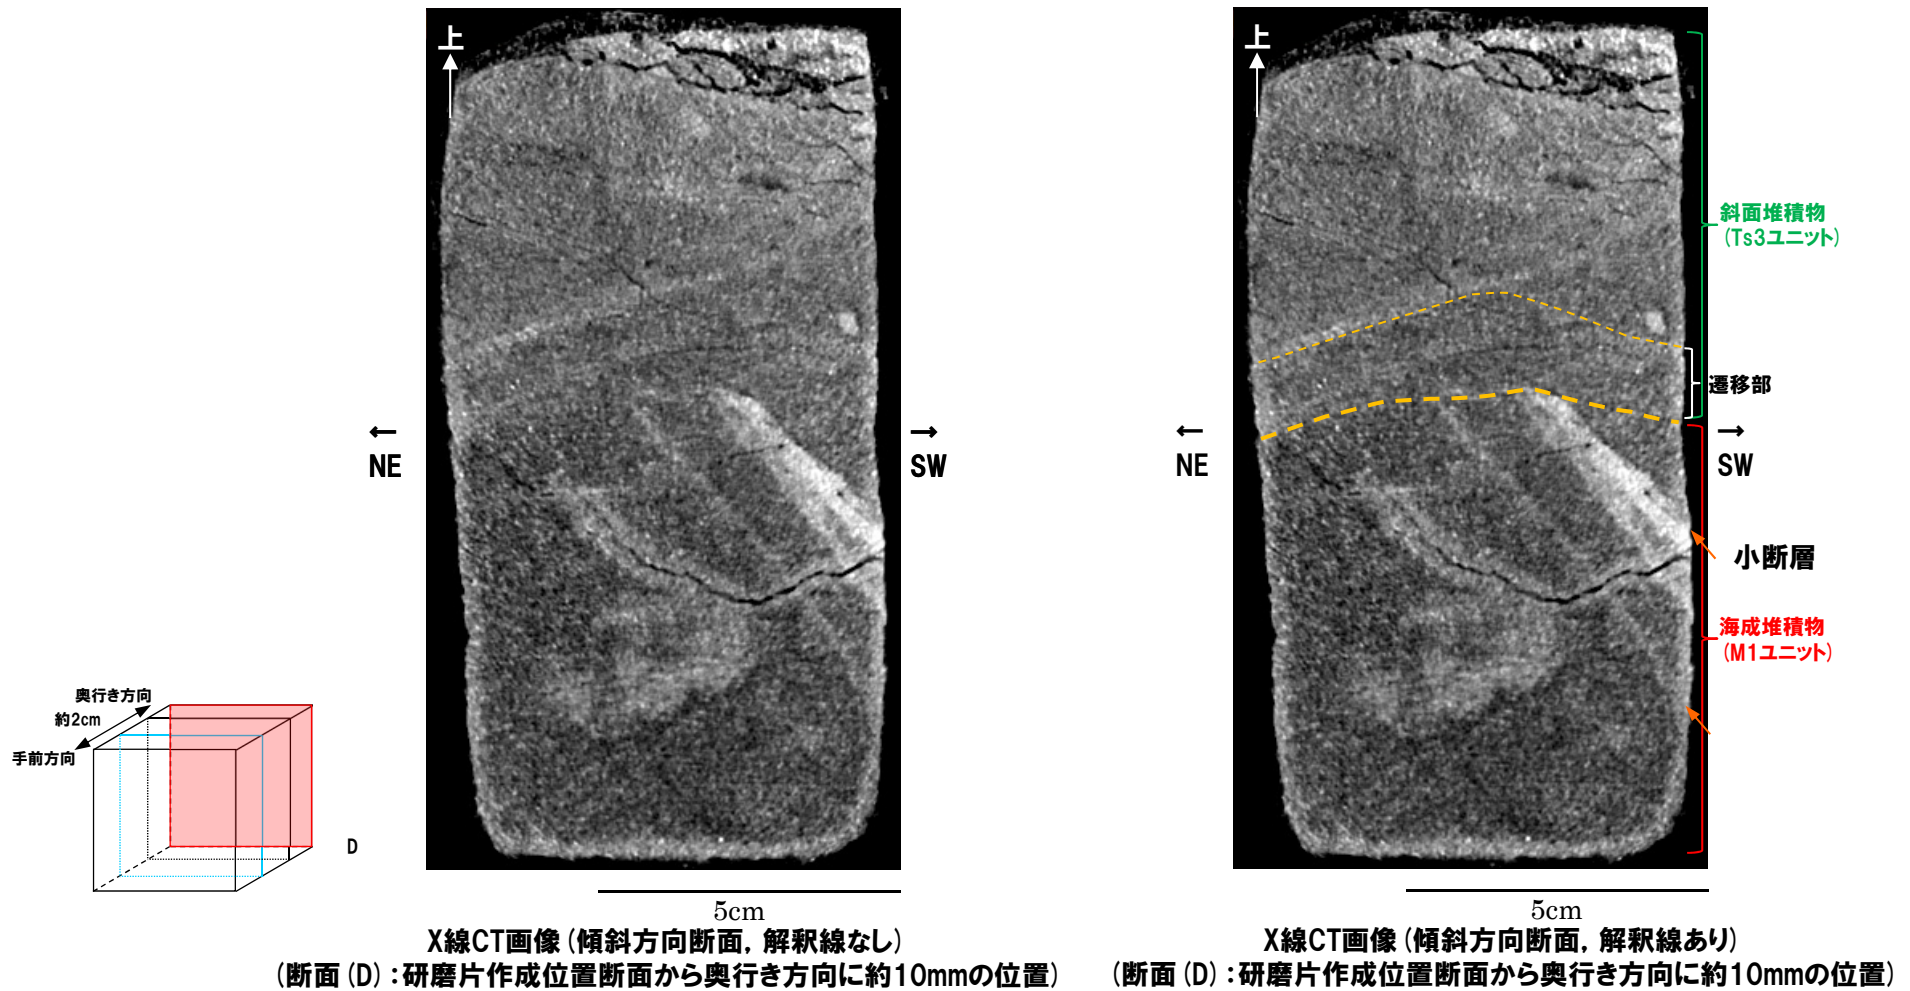 上
←
NE
→
SW
奥行き方向
約2cm
手前方向
D
5cm
X線CT画像(傾斜方向断面，解釈線なし)
(断面(D):研磨片作成位置断面から奥行き方向に約10mmの位置)
上
←
NE
→
SW
斜面堆積物
(Ts3ユニット)
遷移部
小断層
海成堆積物
(M1ユニット)
5cm
X線CT画像(傾斜方向断面，解釈線あり)
(断面(D):研磨片作成位置断面から奥行き方向に約10mmの位置)